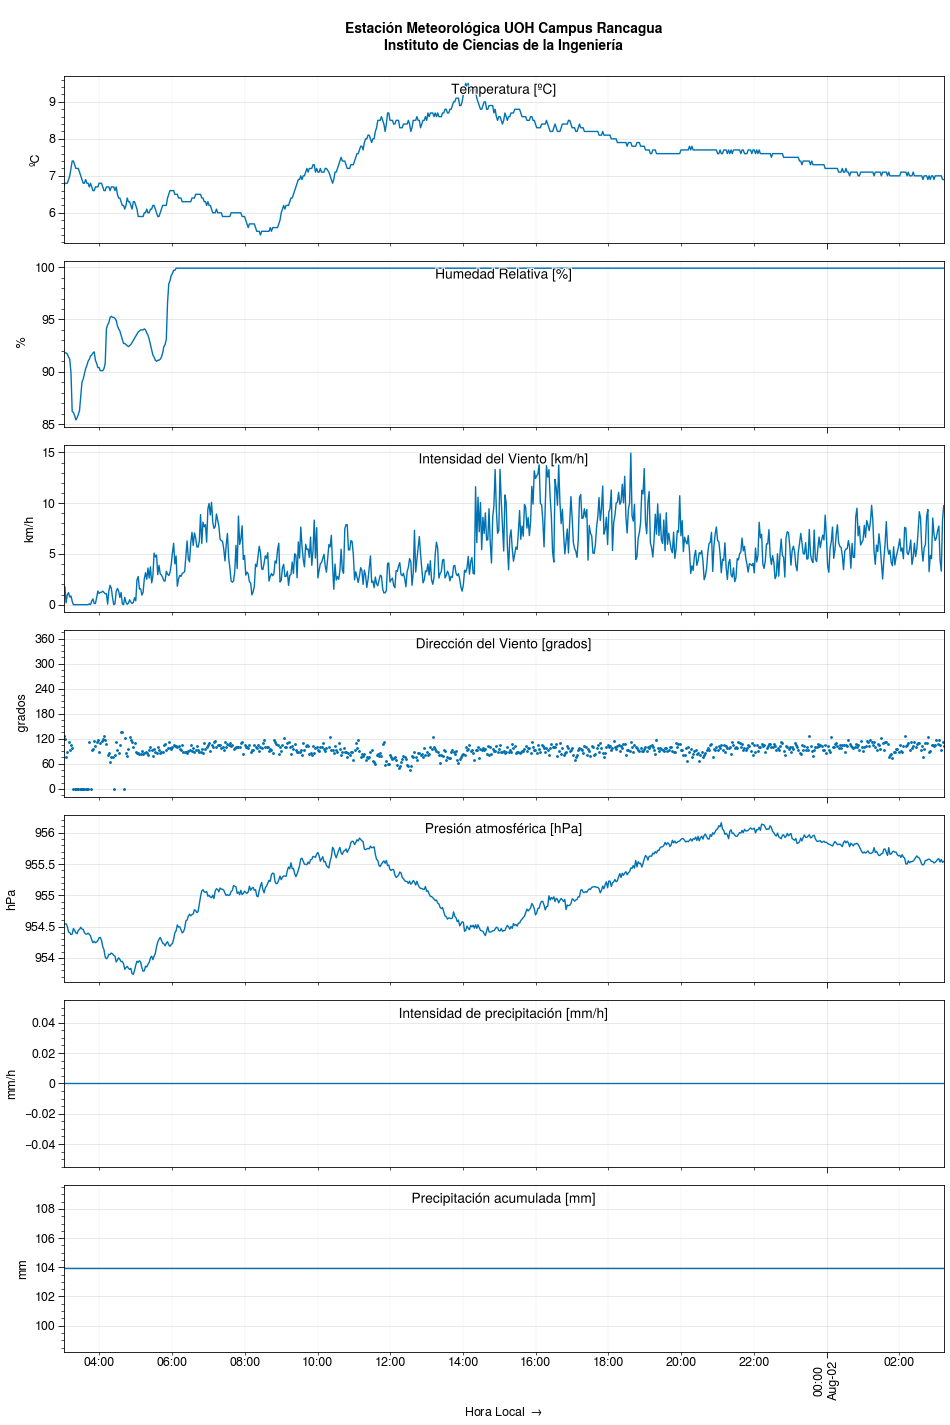 Estación Meteorológica UOH Campus Rancagua
Instituto de Ciencias de la Ingeniería
Temperatura [ºC]
ºC
9
8
7
6
Humedad Relativa [%]
%
100
95
90
85
Intensidad del Viento [km/h]
km/h
15
10
5
0
Dirección del Viento [grados]
grados
360
300
240
180
120
60
0
Presión atmosférica [hPa]
hPa
956
955.5
955
954.5
954
Intensidad de precipitación [mm/h]
mm/h
0.04
0.02
0
−0.02
−0.04
Precipitación acumulada [mm]
mm
108
106
104
102
100
04:00 06:00 08:00 10:00 12:00 14:00 16:00 18:00 20:00 22:00 00:00 02:00
Aug-02
Hora Local →